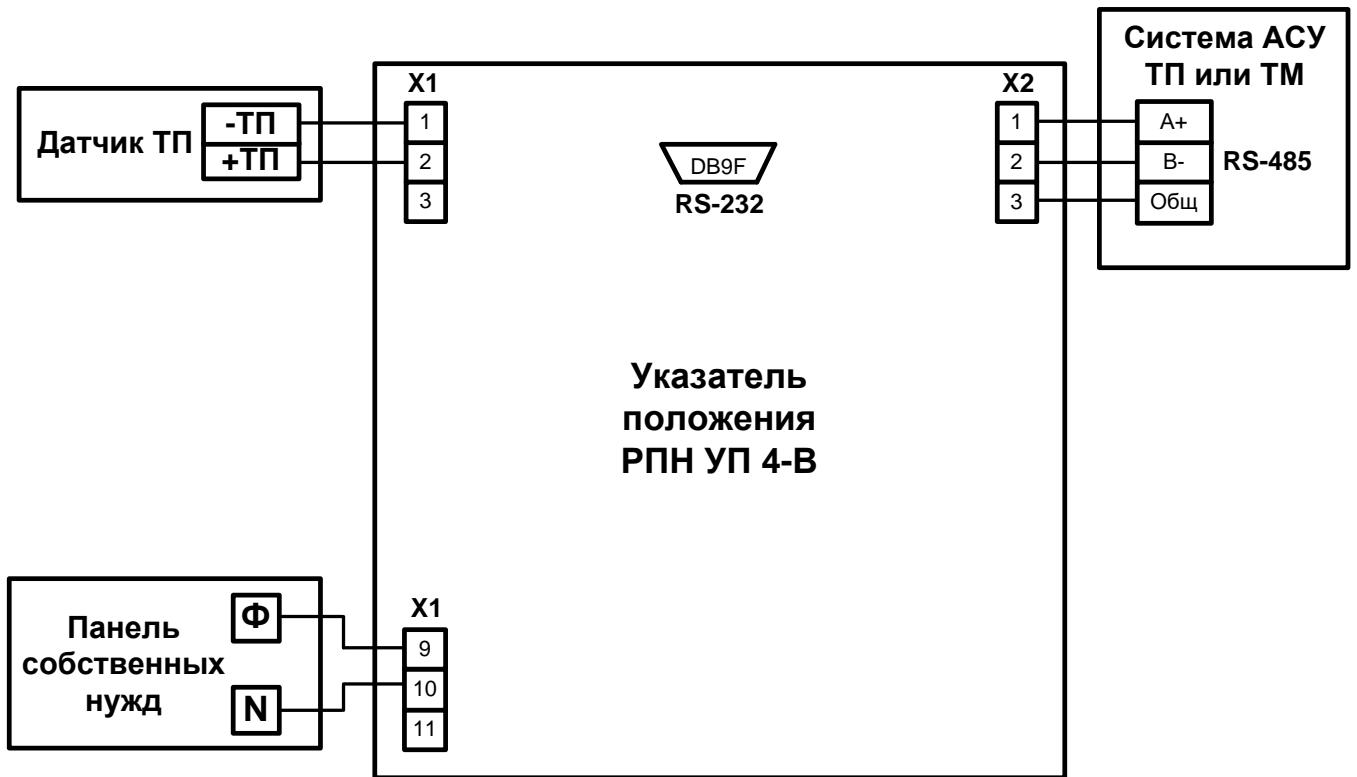 Система АСУ
ТП или ТМ
A+
B-
Общ
RS-485
Датчик ТП
-ТП
+ТП
X1
1
2
3
DB9F
RS-232
X2
1
2
3
Указатель
положения
РПН УП 4-В
Панель
собственных
нужд
Ф
N
X1
9
10
11